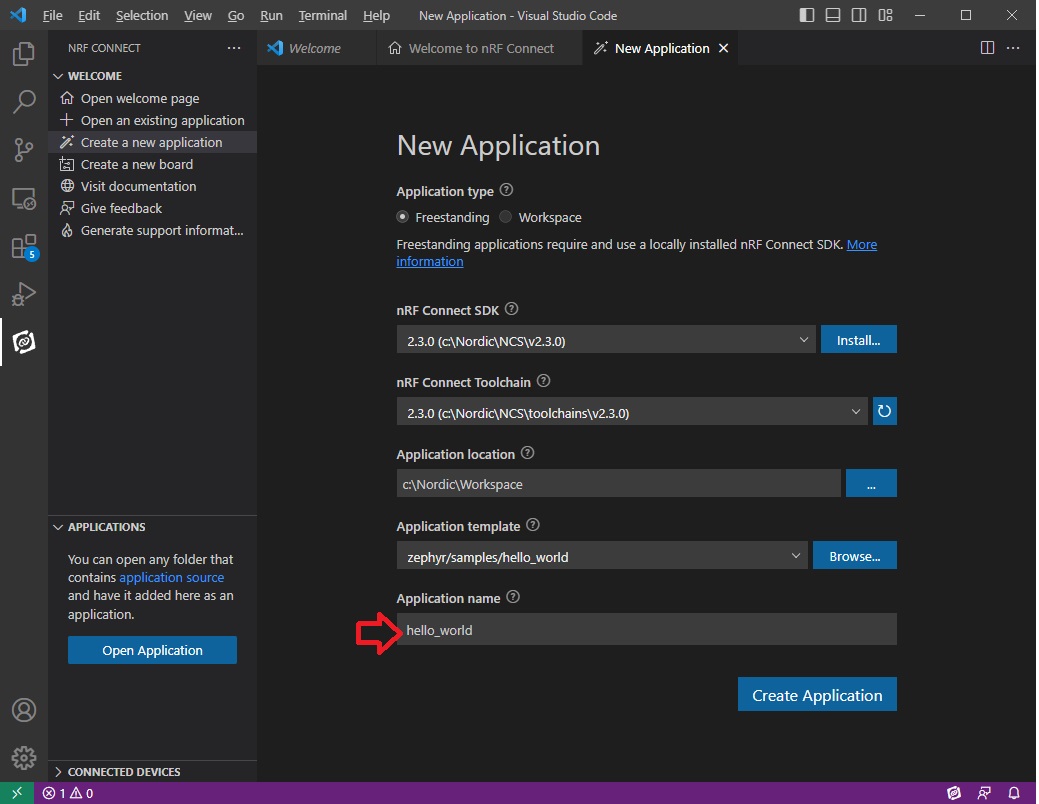 File Edit Selection View Go Run Terminal Help New Application - Visual Studio Code
NRF CONNECT
Welcome
Welcome to nRF Connect
New Application
WELCOME
Open welcome page
Open an existing application
Create a new application
Create a new board
Visit documentation
Give feedback
Generate support informat...
5
New Application
Application type
Freestanding Workspace
Freestanding applications require and use a locally installed nRF Connect SDK. More
information
nRF Connect SDK
2.3.0 (c:\Nordic\NCS\v2.3.0) Install...
nRF Connect Toolchain
2.3.0 (c:\Nordic\NCS\toolchains\v2.3.0)
Application location
c:\Nordic\Workspace ...
Application template
zephyr/samples/hello_world Browse...
Application name
hello_world
Create Application
APPLICATIONS
You can open any folder that
contains application source
and have it added here as an
application.
Open Application
CONNECTED DEVICES
1 0